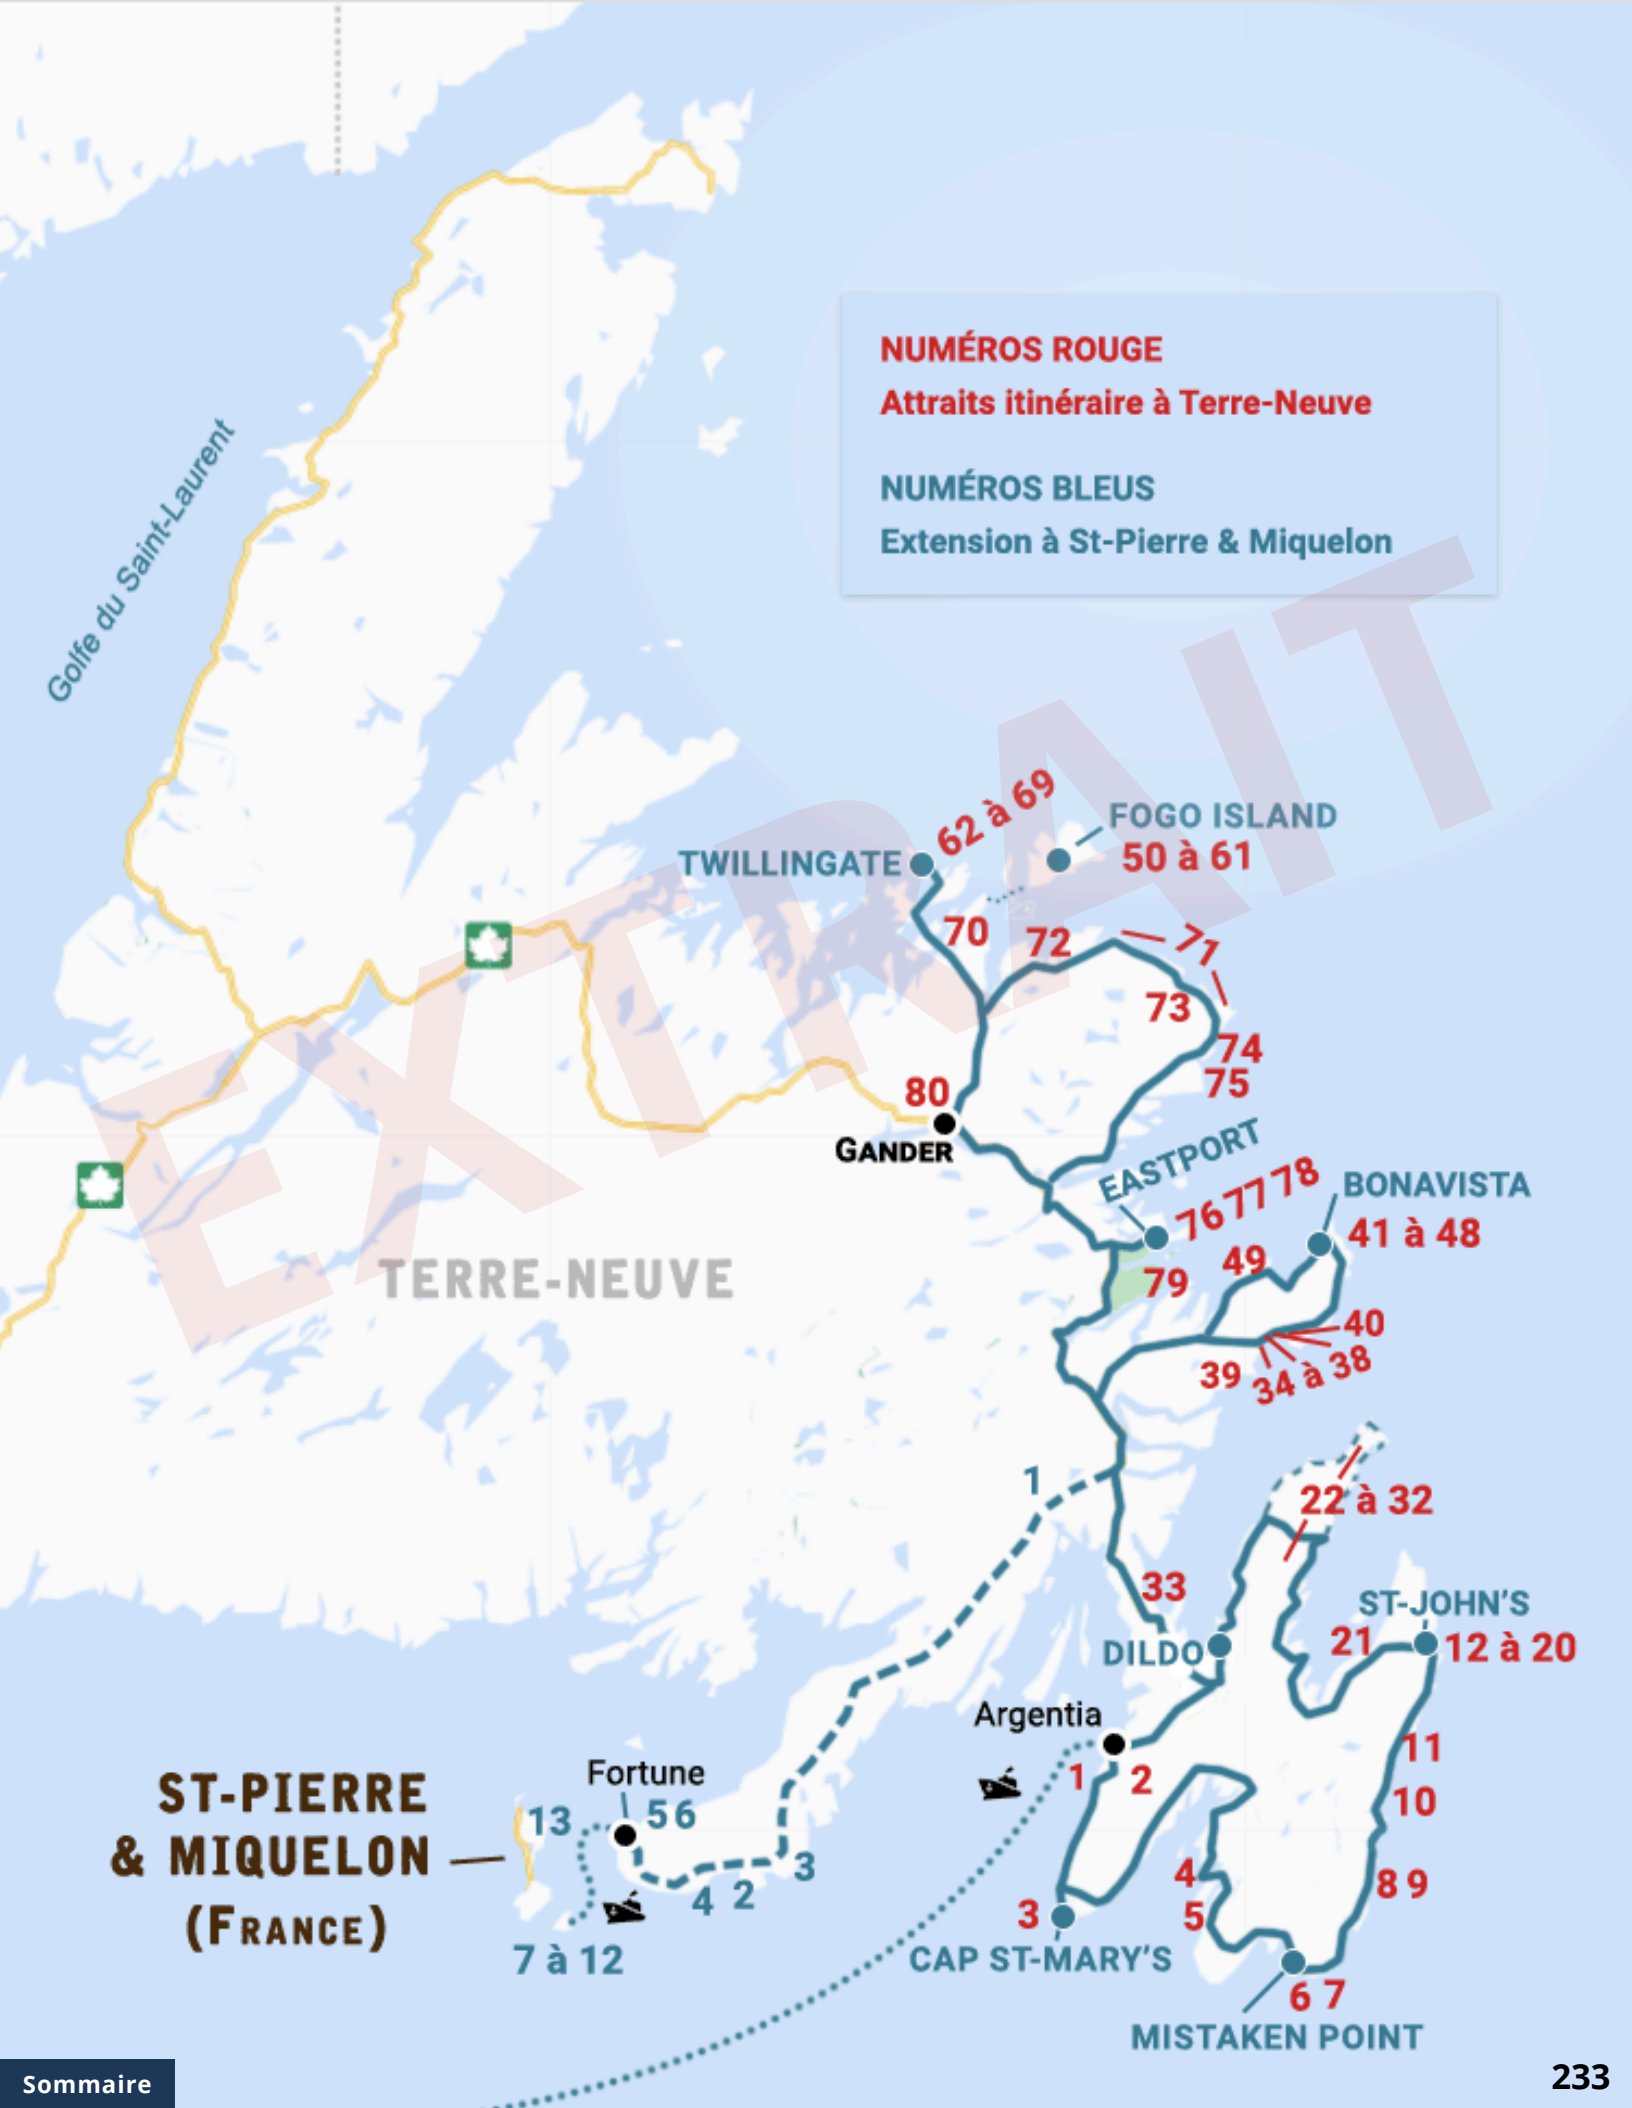 NUMÉROS ROUGE
Attraits itinéraire à Terre-Neuve
NUMÉROS BLEUS
Extension à St-Pierre & Miquelon
Golfe du Saint-Laurent
EXTRAIT
62 à 69
FOGO ISLAND
TWILLINGATE
50 à 61
70
72
71
73
74
75
80
GANDER
EASTPORT
76 77 78
BONAVISTA
41 à 48
49
79
TERRE-NEUVE
40
39
34 à 38
1
22 à 32
33
ST-JOHN'S
21
12 à 20
DILDO
Argentia
1
2
11
10
Fortune
ST-PIERRE
& MIQUELON
(FRANCE)
13
5 6
3
4
2
7 à 12
4
5
8 9
3
CAP ST-MARY'S
6 7
MISTAKEN POINT
Sommaire
233